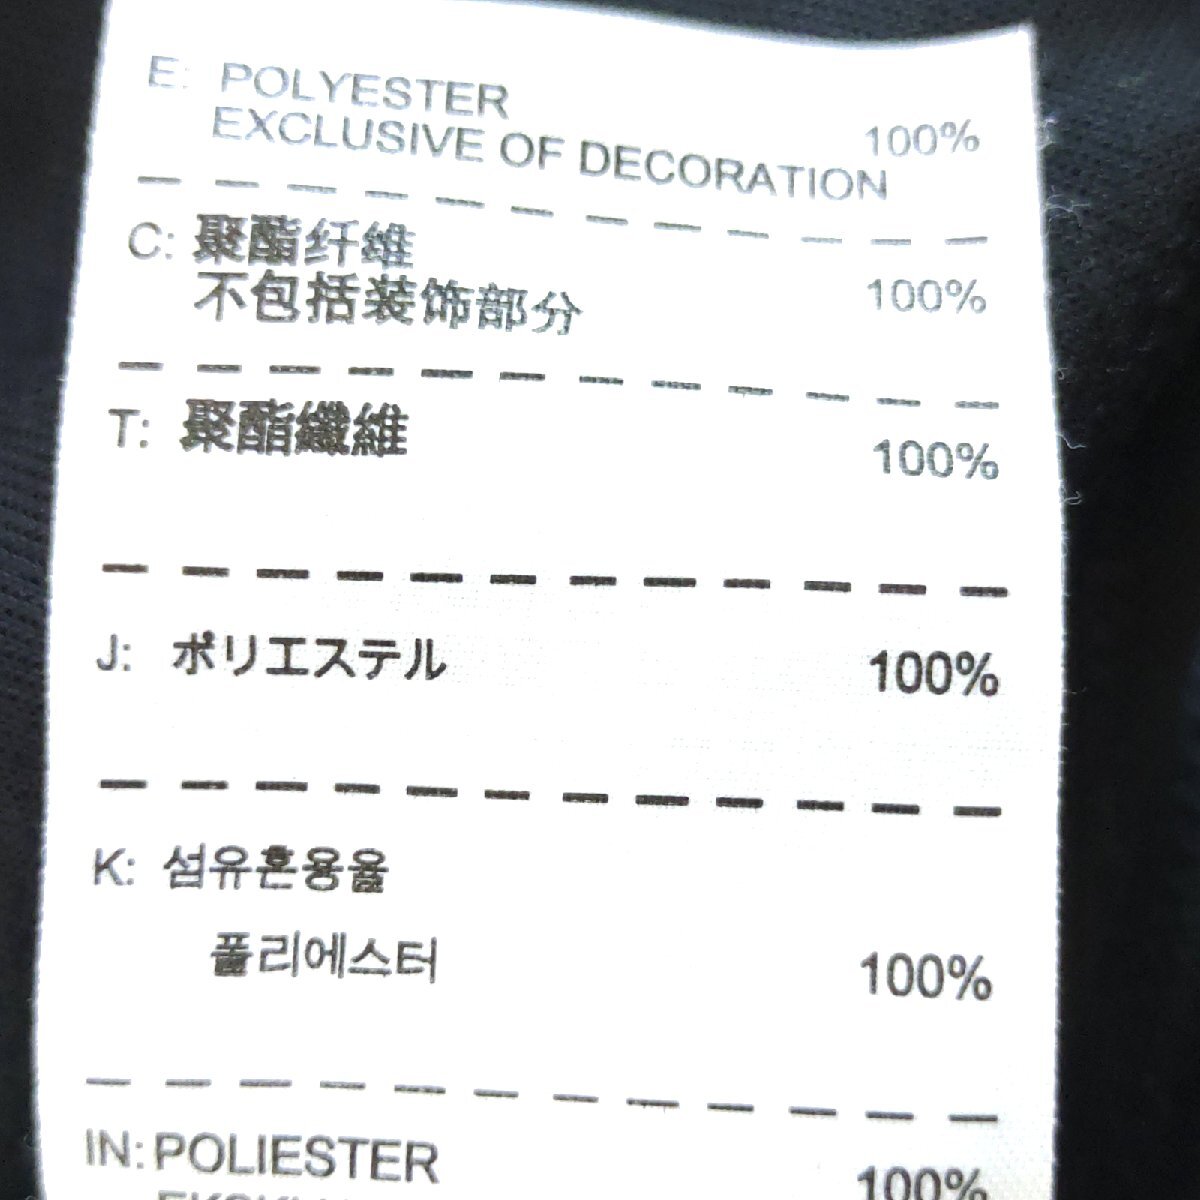 E: POLYESTER 100%
EXCLUSIVE OF DECORATION
C: 聚酯纤维
不包括装饰部分 100%
T: 聚酯纖維 100%
J: ポリエステル 100%
K: 섬유혼용율
폴리에스터 100%
IN: POLIESTER 100%